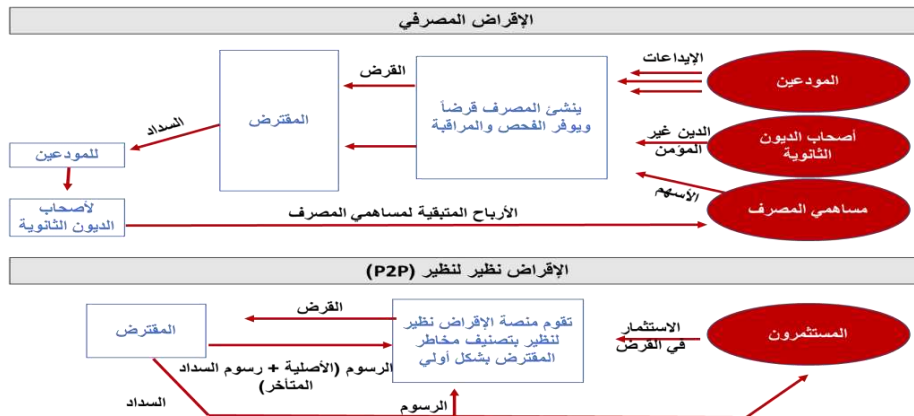 الإقراض المصرفي
الإيداعات
المودعين
القرض
ينشئ المصرف قرضاً
ويوفر الفحص والمراقبة
المقترض
السداد
الدين غير
المؤمن
أصحاب الديون
الثانوية
للمودعين
الأسهم
مساهمي المصرف
لأصحاب
الديون الثانوية
الأرباح المتبقية لمساهمي المصرف
الإقراض نظير لنظير (P2P)
القرض
المستثمرون
الاستثمار
في القرض
تقوم منصة الإقراض نظير
لنظير بتصنيف مخاطر
المقترض بشكل أولي
المقترض
الرسوم (الأصلية + رسوم السداد
المتأخر)
الرسوم
السداد